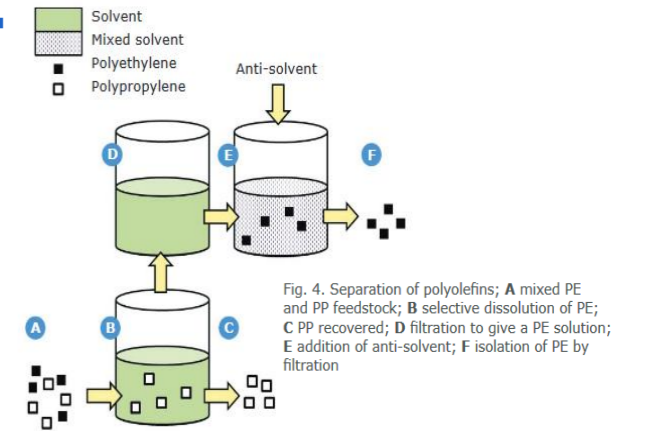 Solvent
Mixed solvent
Polyethylene
Polypropylene
Anti-solvent
D
E
F
A
B
C
Fig. 4. Separation of polyolefins; A mixed PE
and PP feedstock; B selective dissolution of PE;
C PP recovered; D filtration to give a PE solution;
E addition of anti-solvent; F isolation of PE by
filtration